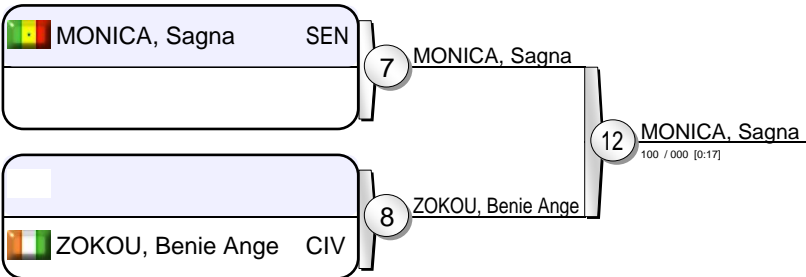 MONICA, Sagna SEN
7
MONICA, Sagna
12
MONICA, Sagna
100 / 000 [0:17]
8
ZOKOU, Benie Ange
ZOKOU, Benie Ange CIV